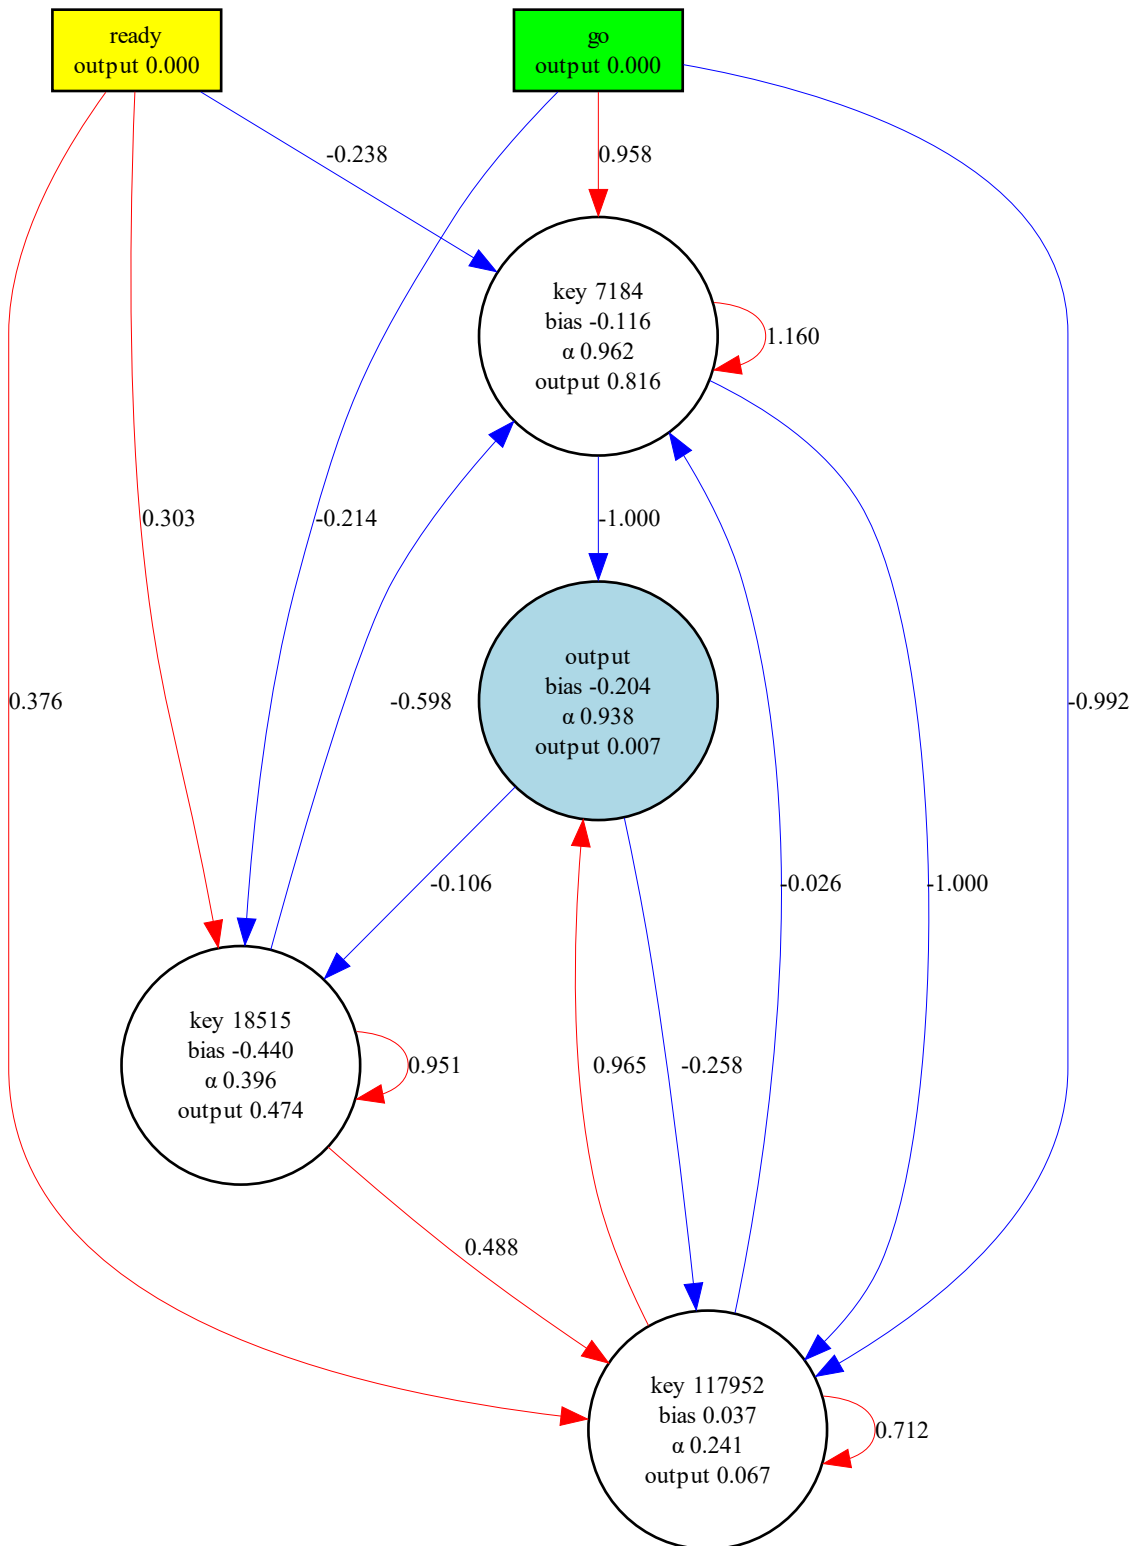 ready
output 0.000
go
output 0.000
-0.238
0.958
key 7184
bias -0.116
α 0.962
output 0.816
1.160
0.303
-0.214
-1.000
output
bias -0.204
α 0.938
output 0.007
0.376
-0.598
-0.992
-0.106
-0.026
-1.000
key 18515
bias -0.440
α 0.396
output 0.474
0.951
0.965
-0.258
0.488
key 117952
bias 0.037
α 0.241
output 0.067
0.712